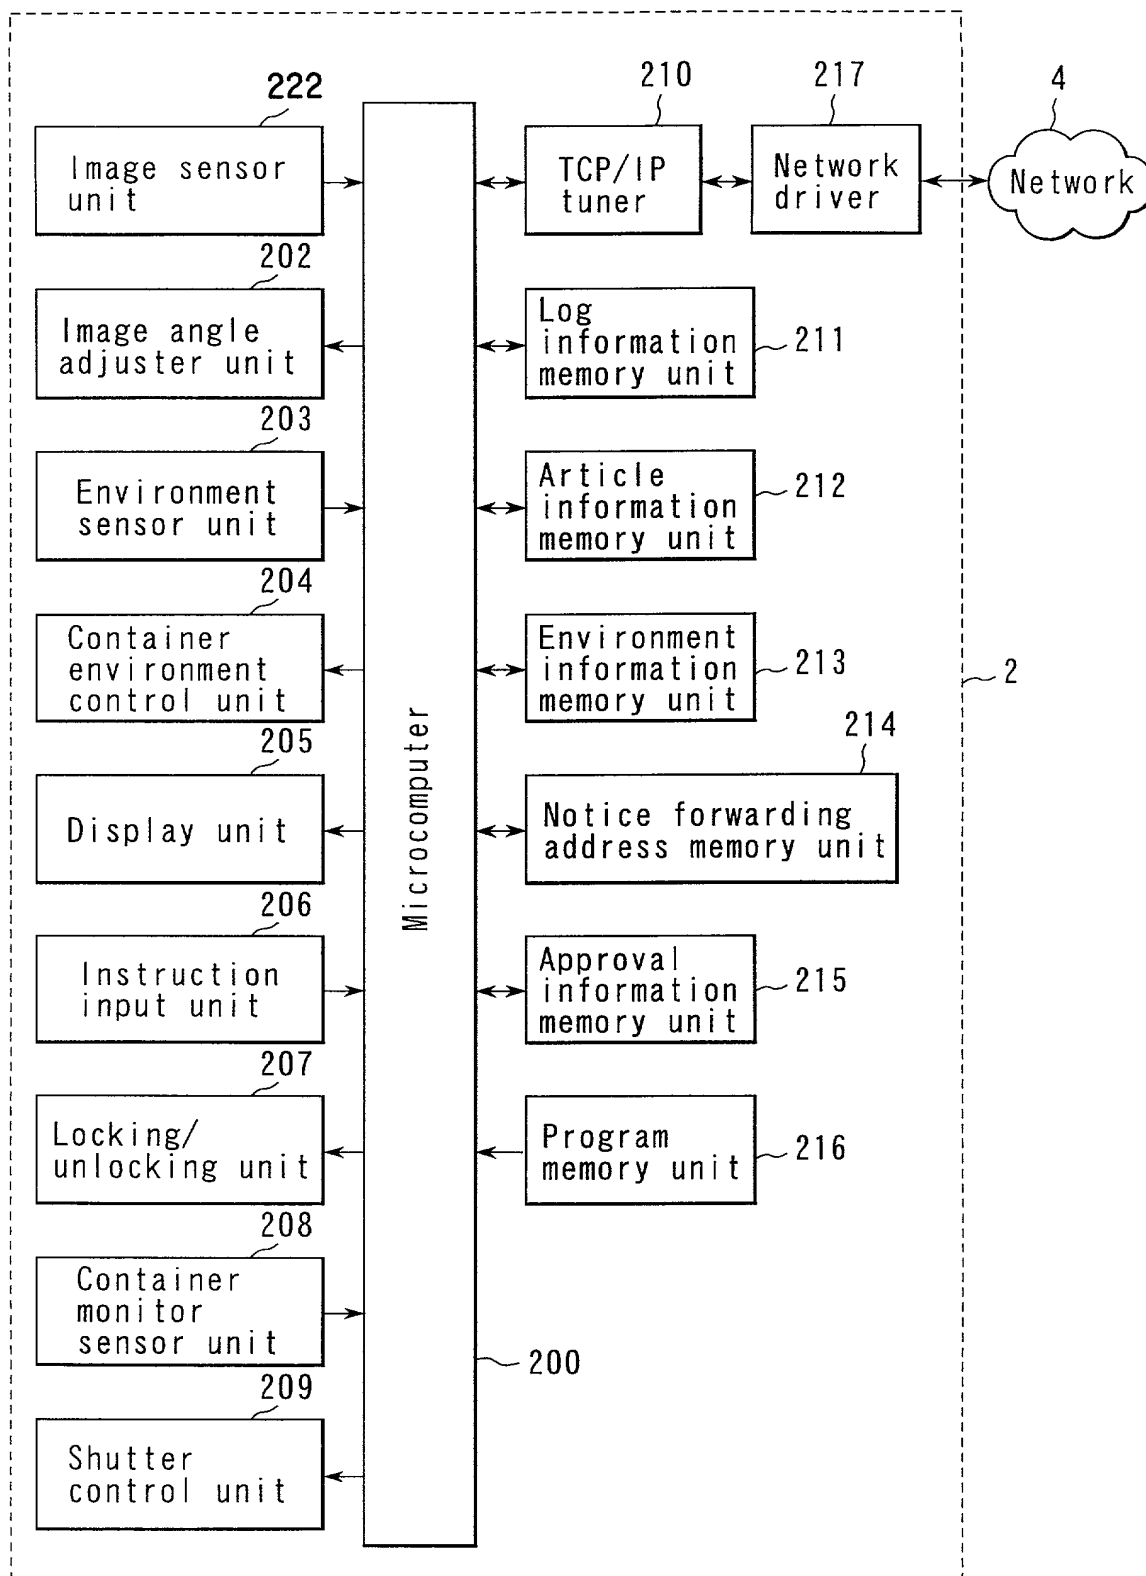 222
Image sensor
unit
202
Image angle
adjuster unit
203
Environment
sensor unit
204
Container
environment
control unit
205
Display unit
206
Instruction
input unit
207
Locking/
unlocking unit
208
Container
monitor
sensor unit
209
Shutter
control unit
Microcomputer
200
210
TCP/IP
tuner
217
Network
driver
4
Network
Log
information
memory unit
211
Article
information
memory unit
212
Environment
information
memory unit
213
2
214
Notice forwarding
address memory unit
Approval
information
memory unit
215
Program
memory unit
216